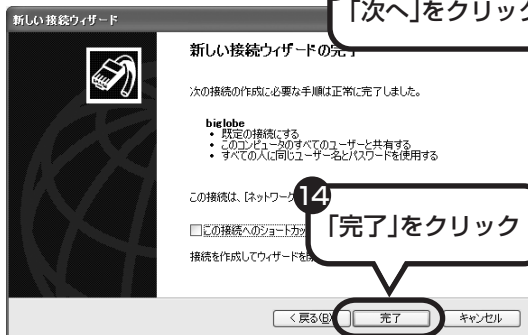 「次へ」をクリック
新しい接続ウィザード
新しい接続ウィザードの完了
次の接続の作成に必要な手順は正常に完了しました。
biglobe
• 既定の接続にする
• このコンピュータのすべてのユーザーと共有する
• すべての人に同じユーザー名とパスワードを使用する
この接続は、[ネットワーク
14
「完了」をクリック
この接続へのショートカッ
接続を作成してウィザードを
< 戻る(B)
完了
キャンセル